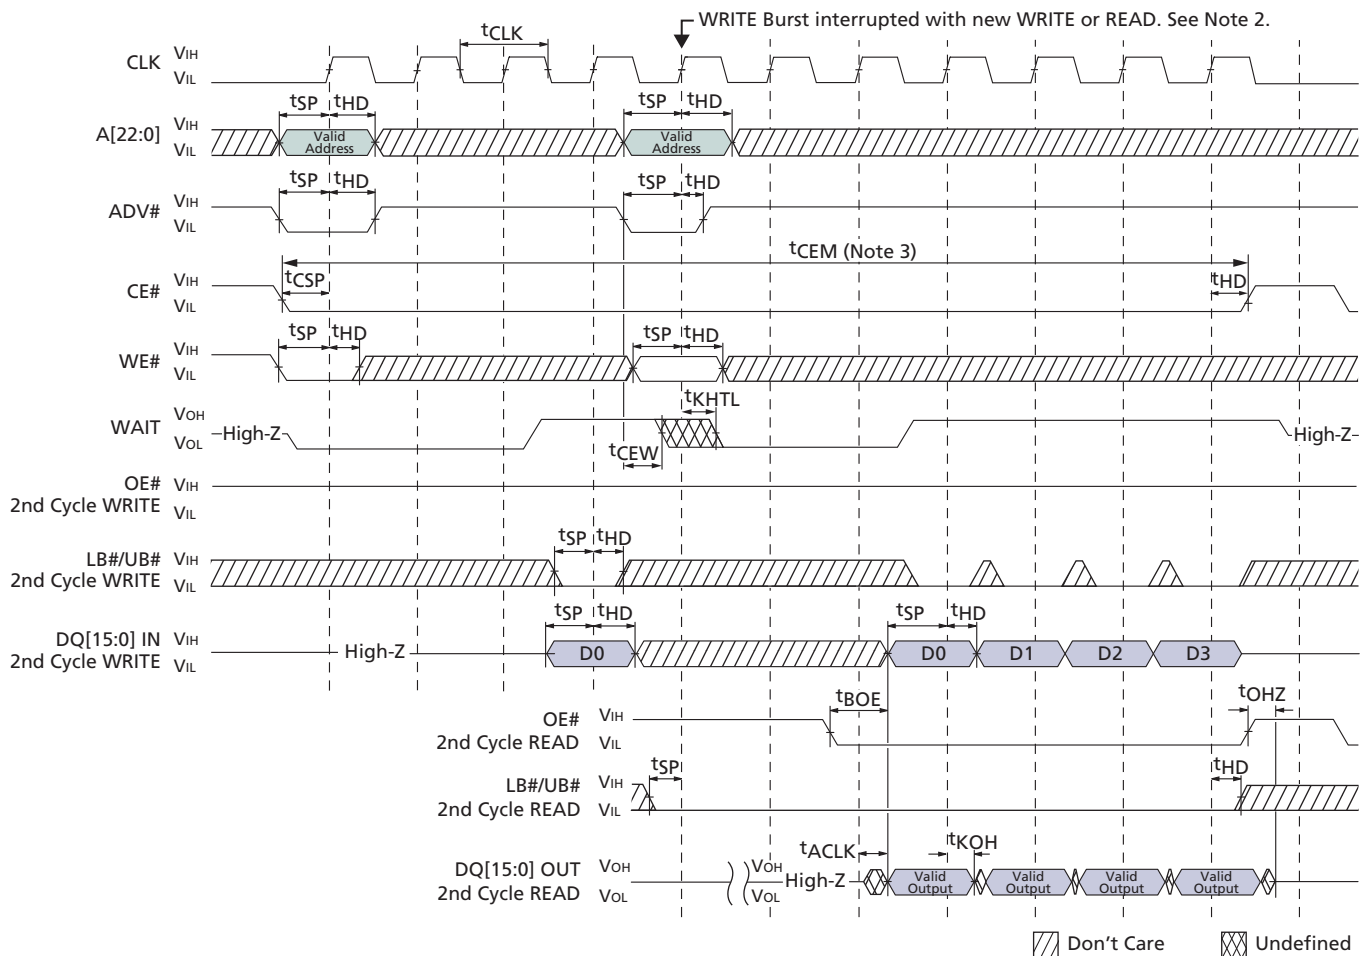 WRITE Burst interrupted with new WRITE or READ. See Note 2.
tCLK
CLK VIH
VIL
tSP tHD tSP tHD
A[22:0] VIH
VIL
Valid Address Valid Address
tSP tHD tSP tHD
ADV# VIH
VIL
tCEM (Note 3)
CE# VIH
VIL
tCSP tHD
tSP tHD tSP tHD
WE# VIH
VIL
tKHTL
WAIT VOH
VOL
High-Z High-Z
tCEW
OE# VIH
2nd Cycle WRITE VIL
tSP tHD
LB#/UB# VIH
2nd Cycle WRITE VIL
tSP tHD tSP tHD
DQ[15:0] IN VIH
2nd Cycle WRITE VIL
High-Z D0 D0 D1 D2 D3
tBOE tOHZ
OE# VIH
2nd Cycle READ VIL
tSP tHD
LB#/UB# VIH
2nd Cycle READ VIL
tACLK tKOH
DQ[15:0] OUT VOH VOH
2nd Cycle READ VOL VOL
High-Z Valid Output Valid Output Valid Output Valid Output
Don't Care Undefined